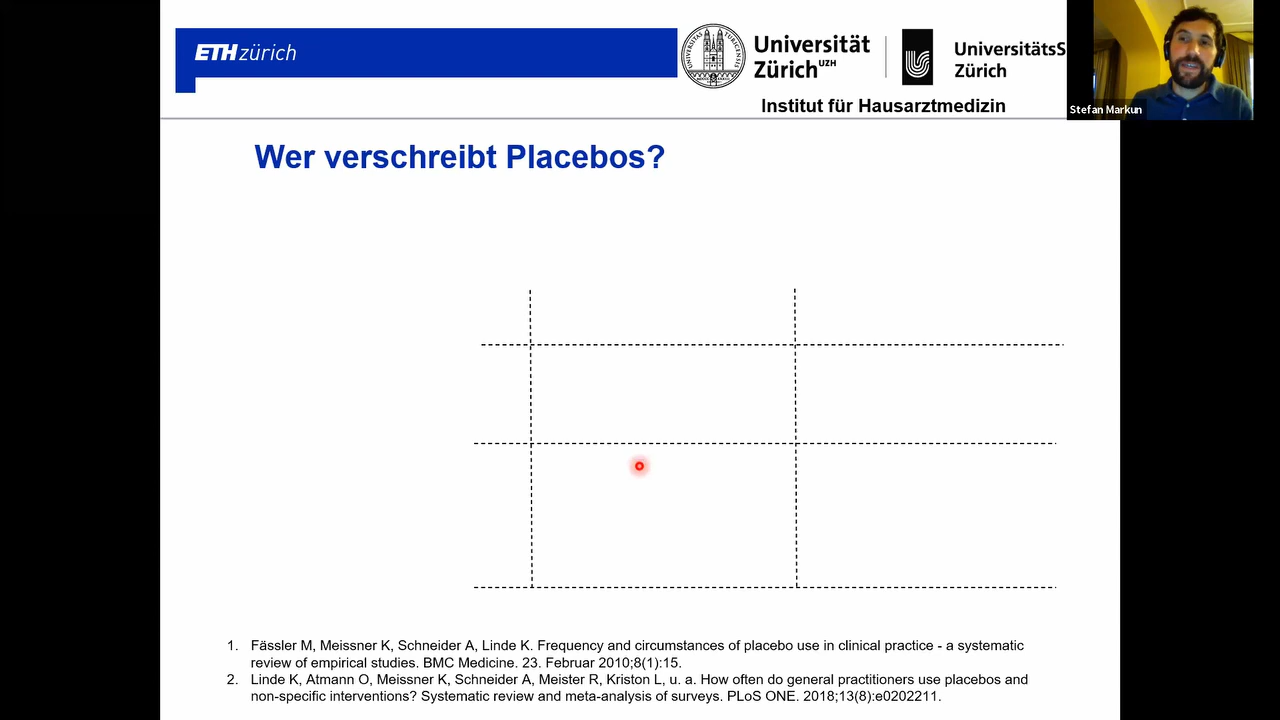 ETH zürich
Universität
Zürich UZH
UniversitätsS
Zürich
Institut für Hausarztmedizin
Stefan Markun
Wer verschreibt Placebos?
1. Fässler M, Meissner K, Schneider A, Linde K. Frequency and circumstances of placebo use in clinical practice - a systematic
review of empirical studies. BMC Medicine. 23. Februar 2010;8(1):15.
2. Linde K, Atmann O, Meissner K, Schneider A, Meister R, Kriston L, u. a. How often do general practitioners use placebos and
non-specific interventions? Systematic review and meta-analysis of surveys. PLoS ONE. 2018;13(8):e0202211.